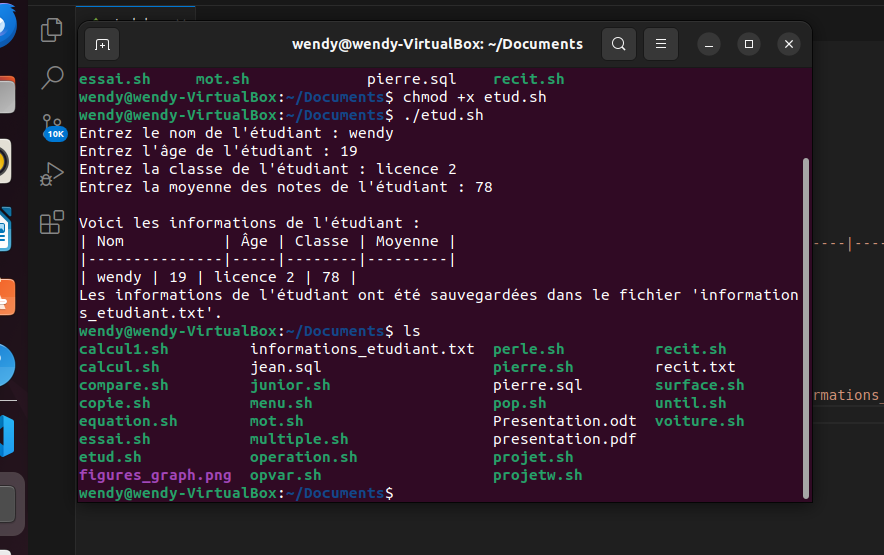 wendy@wendy-VirtualBox: ~/Documents
essai.sh mot.sh pierre.sql recit.sh
wendy@wendy-VirtualBox:~/Documents$ chmod +x etud.sh
wendy@wendy-VirtualBox:~/Documents$ ./etud.sh
Entrez le nom de l'étudiant : wendy
Entrez l'âge de l'étudiant : 19
Entrez la classe de l'étudiant : licence 2
Entrez la moyenne des notes de l'étudiant : 78
Voici les informations de l'étudiant :
| Nom           | Âge | Classe | Moyenne |
|---------------|-----|--------|---------|
| wendy | 19 | licence 2 | 78 |
Les informations de l'étudiant ont été sauvegardées dans le fichier 'information
s_etudiant.txt'.
wendy@wendy-VirtualBox:~/Documents$ ls
calcul1.sh informations_etudiant.txt perle.sh recit.sh
calcul.sh jean.sql pierre.sh recit.txt
compare.sh junior.sh pierre.sql surface.sh
copie.sh menu.sh pop.sh until.sh
equation.sh mot.sh Presentation.odt voiture.sh
essai.sh multiple.sh presentation.pdf
etud.sh operation.sh projet.sh
figures_graph.png opvar.sh projetw.sh
wendy@wendy-VirtualBox:~/Documents$
10K
----|----
rmations_